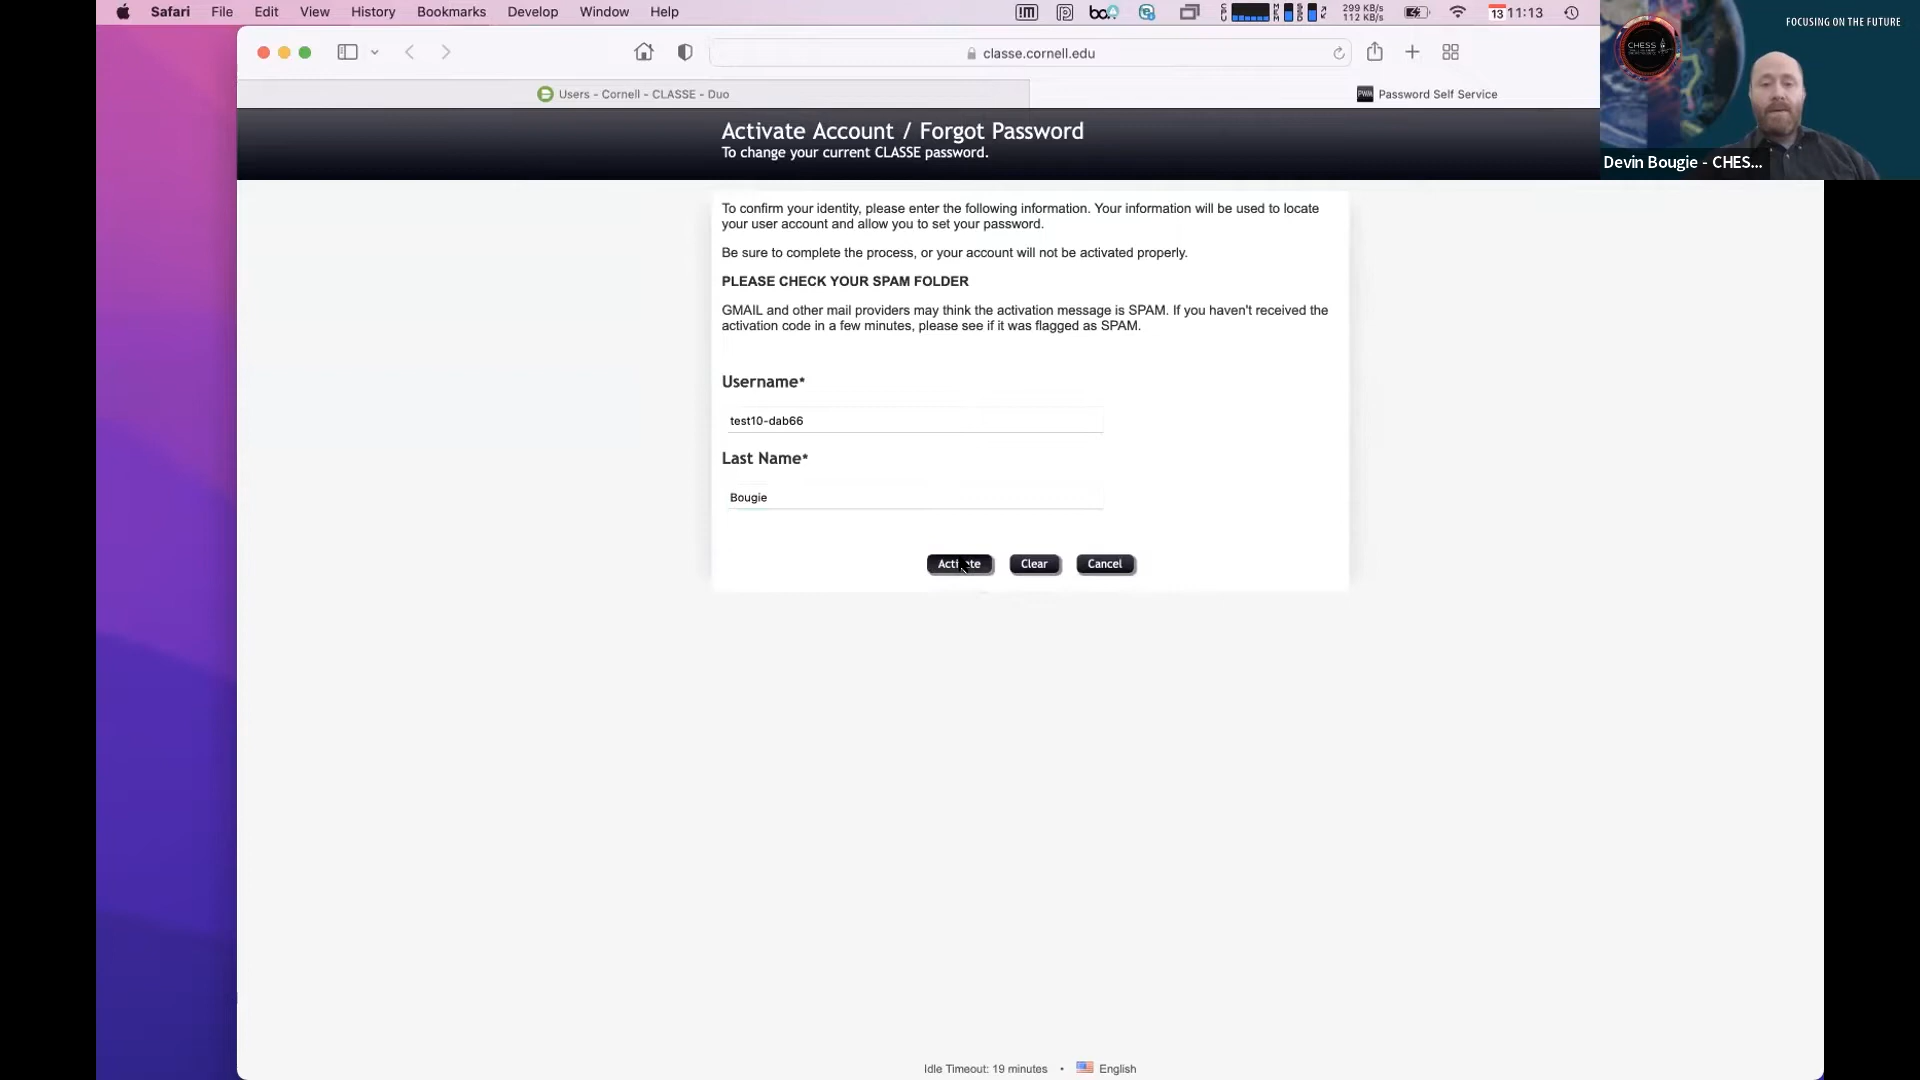 Safari File Edit View History Bookmarks Develop Window Help
299 KB/s
112 KB/s
13 11:13
FOCUSING ON THE FUTURE
CHESS
classe.cornell.edu
Users - Cornell - CLASSE - Duo
PWM Password Self Service
Devin Bougie - CHES...
Activate Account / Forgot Password
To change your current CLASSE password.
To confirm your identity, please enter the following information. Your information will be used to locate
your user account and allow you to set your password.
Be sure to complete the process, or your account will not be activated properly.
PLEASE CHECK YOUR SPAM FOLDER
GMAIL and other mail providers may think the activation message is SPAM. If you haven't received the
activation code in a few minutes, please see if it was flagged as SPAM.
Username*
test10-dab66
Last Name*
Bougie
Activate Clear Cancel
Idle Timeout: 19 minutes • English